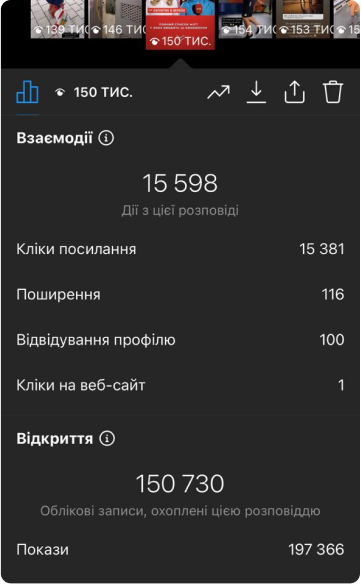 139 ТИС 146 ТИС. 150 ТИС. 154 ТИС 153 ТИС. 15
150 ТИС.
Взаємодії
15 598
Дії з цієї розповіді
Кліки посилання 15 381
Поширення 116
Відвідування профілю 100
Кліки на веб-сайт 1
Відкриття
150 730
Облікові записи, охоплені цією розповіддю
Покази 197 366